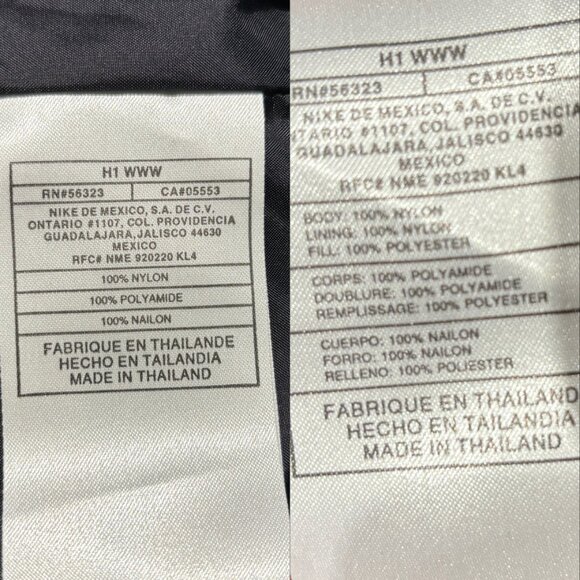 H1 WWW
RN#56323 CA#05553
NIKE DE MEXICO, S.A. DE C.V.
ONTARIO #1107, COL. PROVIDENCIA
GUADALAJARA, JALISCO 44630
MEXICO
RFC# NME 920220 KL4
100% NYLON
100% POLYAMIDE
100% NAILON
FABRIQUE EN THAILANDE
HECHO EN TAILANDIA
MADE IN THAILAND
H1 WWW
RN#56323 CA#05553
NIKE DE MEXICO, S.A. DE C.V.
NTARIO #1107, COL. PROVIDENCIA
GUADALAJARA, JALISCO 44630
MEXICO
RFC# NME 920220 KL4
BODY: 100% NYLON
LINING: 100% NYLON
FILL: 100% POLYESTER
CORPS: 100% POLYAMIDE
DOUBLURE: 100% POLYAMIDE
REMPLISSAGE: 100% POLYESTER
CUERPO: 100% NAILON
FORRO: 100% NAILON
RELLENO: 100% POLIESTER
FABRIQUE EN THAILAND
HECHO EN TAILANDIA
MADE IN THAILAND